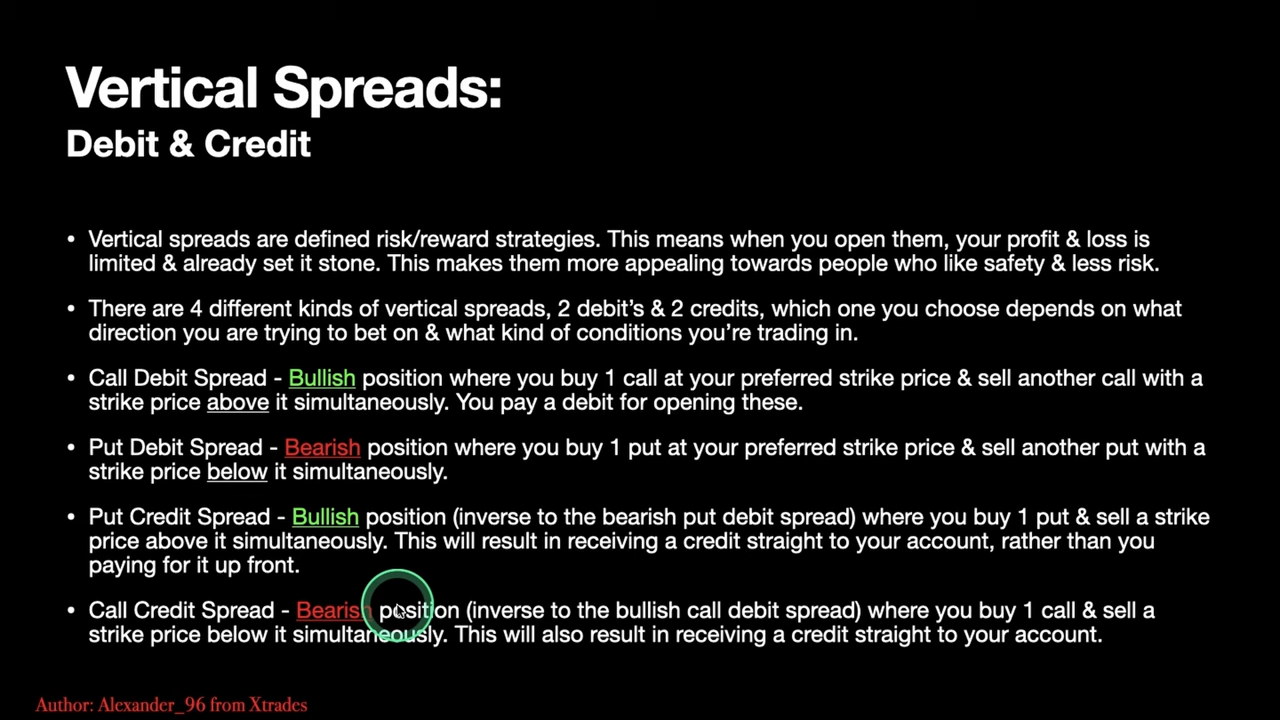 Vertical Spreads:
Debit & Credit
• Vertical spreads are defined risk/reward strategies. This means when you open them, your profit & loss is
limited & already set it stone. This makes them more appealing towards people who like safety & less risk.
• There are 4 different kinds of vertical spreads, 2 debit’s & 2 credits, which one you choose depends on what
direction you are trying to bet on & what kind of conditions you’re trading in.
• Call Debit Spread - Bullish position where you buy 1 call at your preferred strike price & sell another call with a
strike price above it simultaneously. You pay a debit for opening these.
• Put Debit Spread - Bearish position where you buy 1 put at your preferred strike price & sell another put with a
strike price below it simultaneously.
• Put Credit Spread - Bullish position (inverse to the bearish put debit spread) where you buy 1 put & sell a strike
price above it simultaneously. This will result in receiving a credit straight to your account, rather than you
paying for it up front.
• Call Credit Spread - Bearish position (inverse to the bullish call debit spread) where you buy 1 call & sell a
strike price below it simultaneously. This will also result in receiving a credit straight to your account.
Author: Alexander_96 from Xtrades